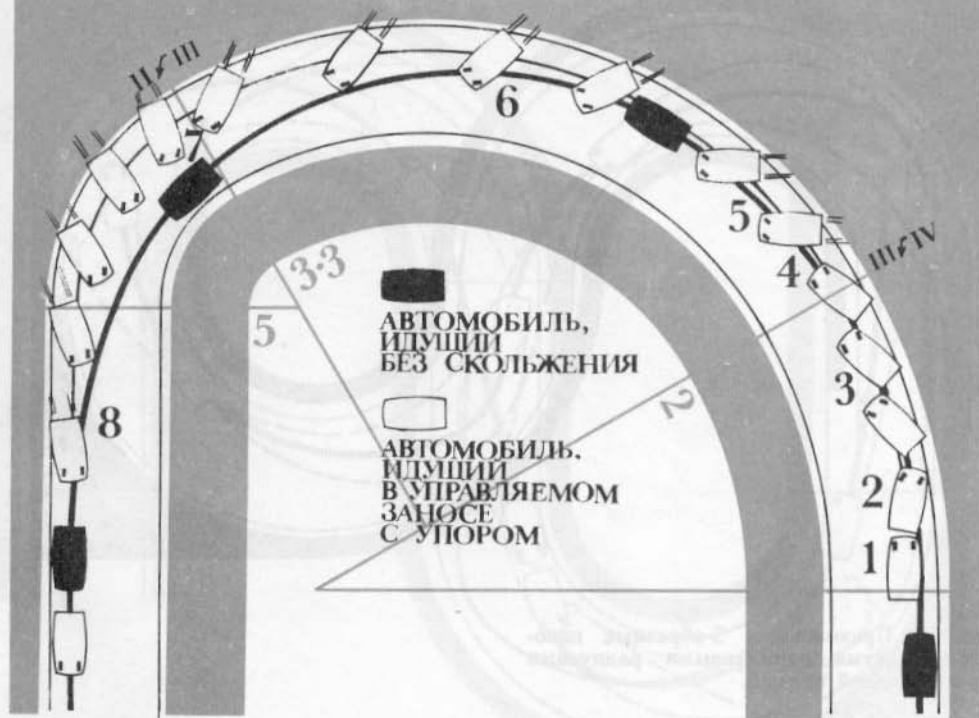 II III
6
5
4
III IV
3
2
1
8
3·3
5
2
АВТОМОБИЛЬ,
ИДУЩИЙ
БЕЗ СКОЛЬЖЕНИЯ
АВТОМОБИЛЬ,
ИДУЩИЙ
В УПРАВЛЯЕМОМ
ЗАНОСЕ
С УПОРОМ